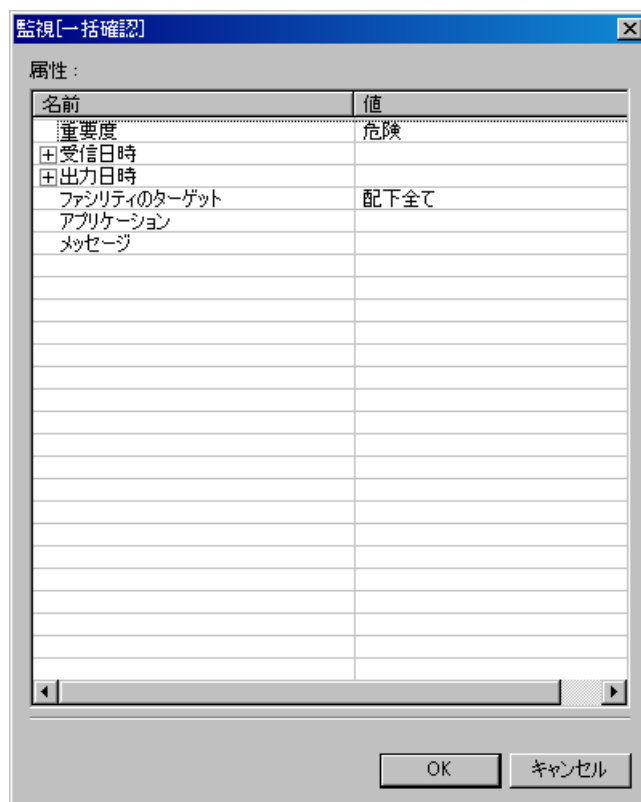 監視[一括確認]
属性：
名前 値
重要度 危険
受信日時
出力日時
ファシリティのターゲット 配下全て
アプリケーション
メッセージ
OK キャンセル